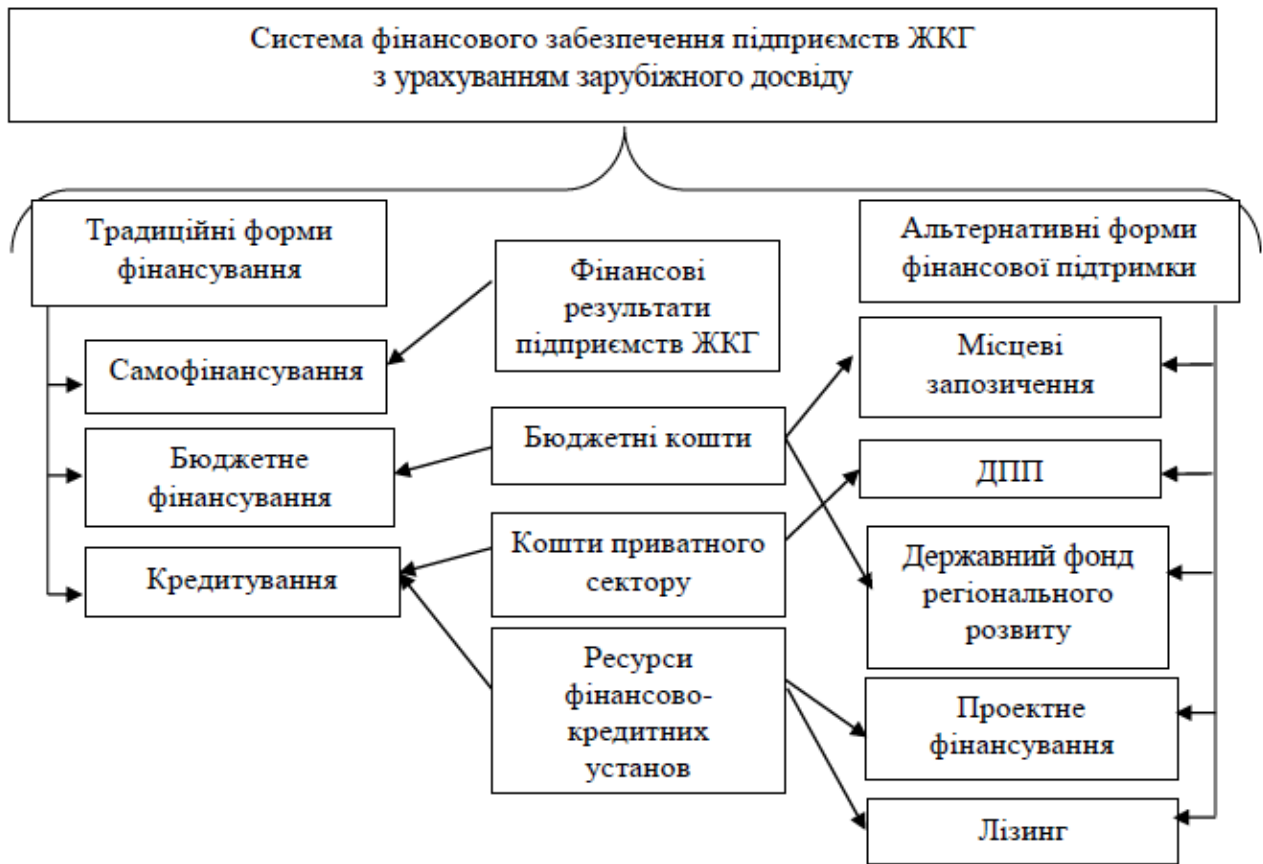 Система фінансового забезпечення підприємств ЖКГ
з урахуванням зарубіжного досвіду
Традиційні форми
фінансування
Самофінансування
Бюджетне
фінансування
Кредитування
Фінансові
результати
підприємств ЖКГ
Бюджетні кошти
Кошти приватного
сектору
Ресурси
фінансово-
кредитних
установ
Альтернативні форми
фінансової підтримки
Місцеві
запозичення
ДПП
Державний фонд
регіонального
розвиту
Проектне
фінансування
Лізинг